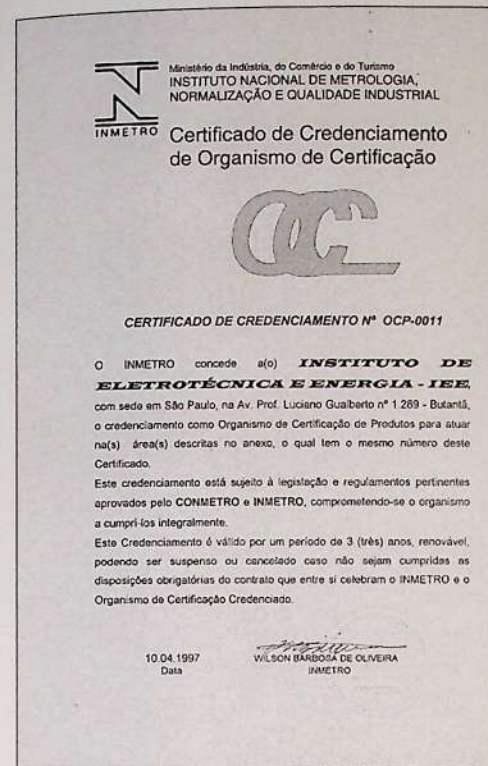 Ministério da Indústria, do Comércio e do Turismo
INSTITUTO NACIONAL DE METROLOGIA,
NORMALIZAÇÃO E QUALIDADE INDUSTRIAL
INMETRO
Certificado de Credenciamento
de Organismo de Certificação
OCC
CERTIFICADO DE CREDENCIAMENTO Nº OCP-0011
O INMETRO concede a(o) INSTITUTO DE
ELETROTÉCNICA E ENERGIA - IEE,
com sede em São Paulo, na Av. Prof. Luciano Gualberto nº 1.289 - Butantã,
o credenciamento como Organismo de Certificação de Produtos para atuar
na(s) área(s) descritas no anexo, o qual tem o mesmo número deste
Certificado.
Este credenciamento está sujeito à legislação e regulamentos pertinentes
aprovados pelo CONMETRO e INMETRO, comprometendo-se o organismo
a cumpri-los integralmente.
Este Credenciamento é válido por um período de 3 (três) anos, renovável,
podendo ser suspenso ou cancelado caso não sejam cumpridas as
disposições obrigatórias do contrato que entre si celebram o INMETRO e o
Organismo de Certificação Credenciado.
10.04.1997
Data
WILSON BARBOSA DE OLIVEIRA
INMETRO